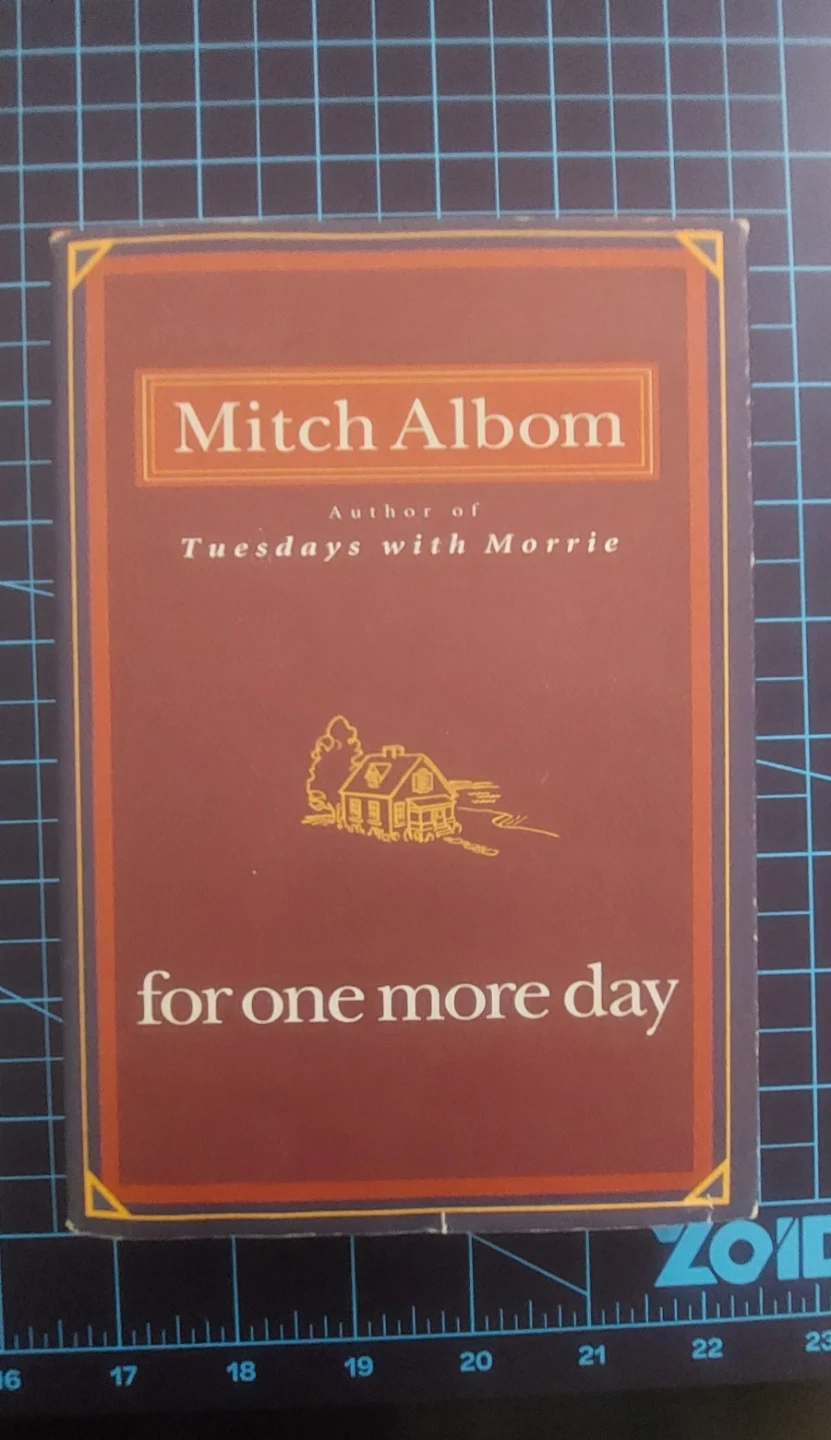 Mitch Albom
Author of
Tuesdays with Morrie
for one more day
ZOID
16 17 18 19 20 21 22 23